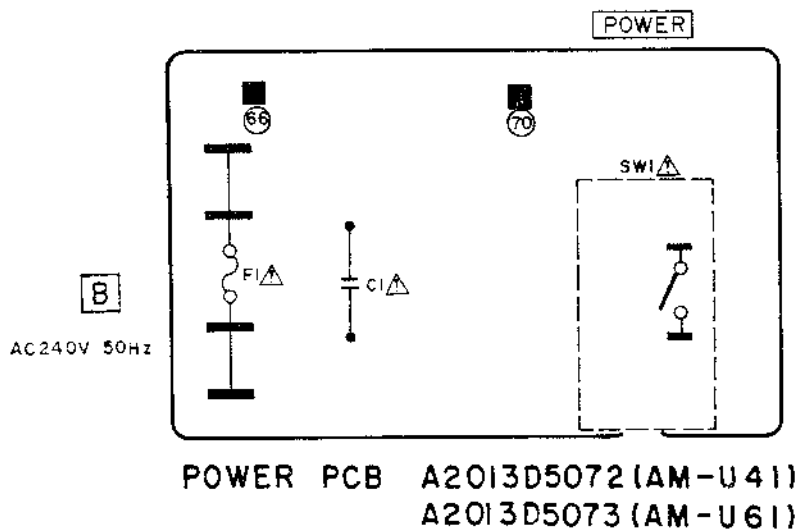 POWER
66
70
SW1⚠
F1⚠
C1⚠
B
AC240V 50Hz
POWER PCB A2013D5072(AM-U41)
A2013D5073(AM-U61)